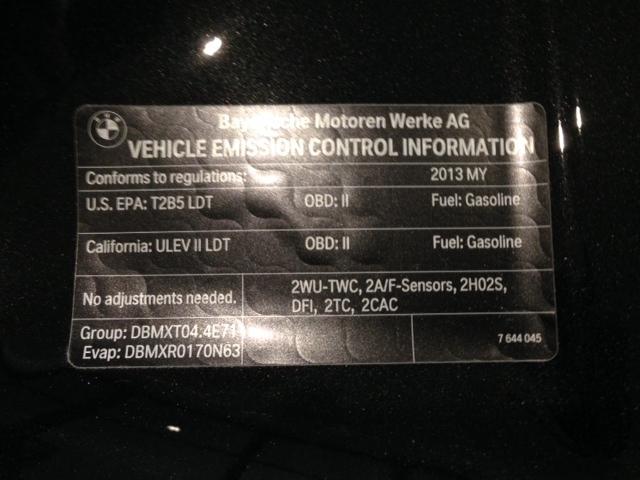 BMW
Bayerische Motoren Werke AG
VEHICLE EMISSION CONTROL INFORMATION
Conforms to regulations: 2013 MY
U.S. EPA: T2B5 LDT OBD: II Fuel: Gasoline
California: ULEV II LDT OBD: II Fuel: Gasoline
No adjustments needed. 2WU-TWC, 2A/F-Sensors, 2H02S,
DFI, 2TC, 2CAC
Group:
Evap: DBMXR0170N63
7 644 045